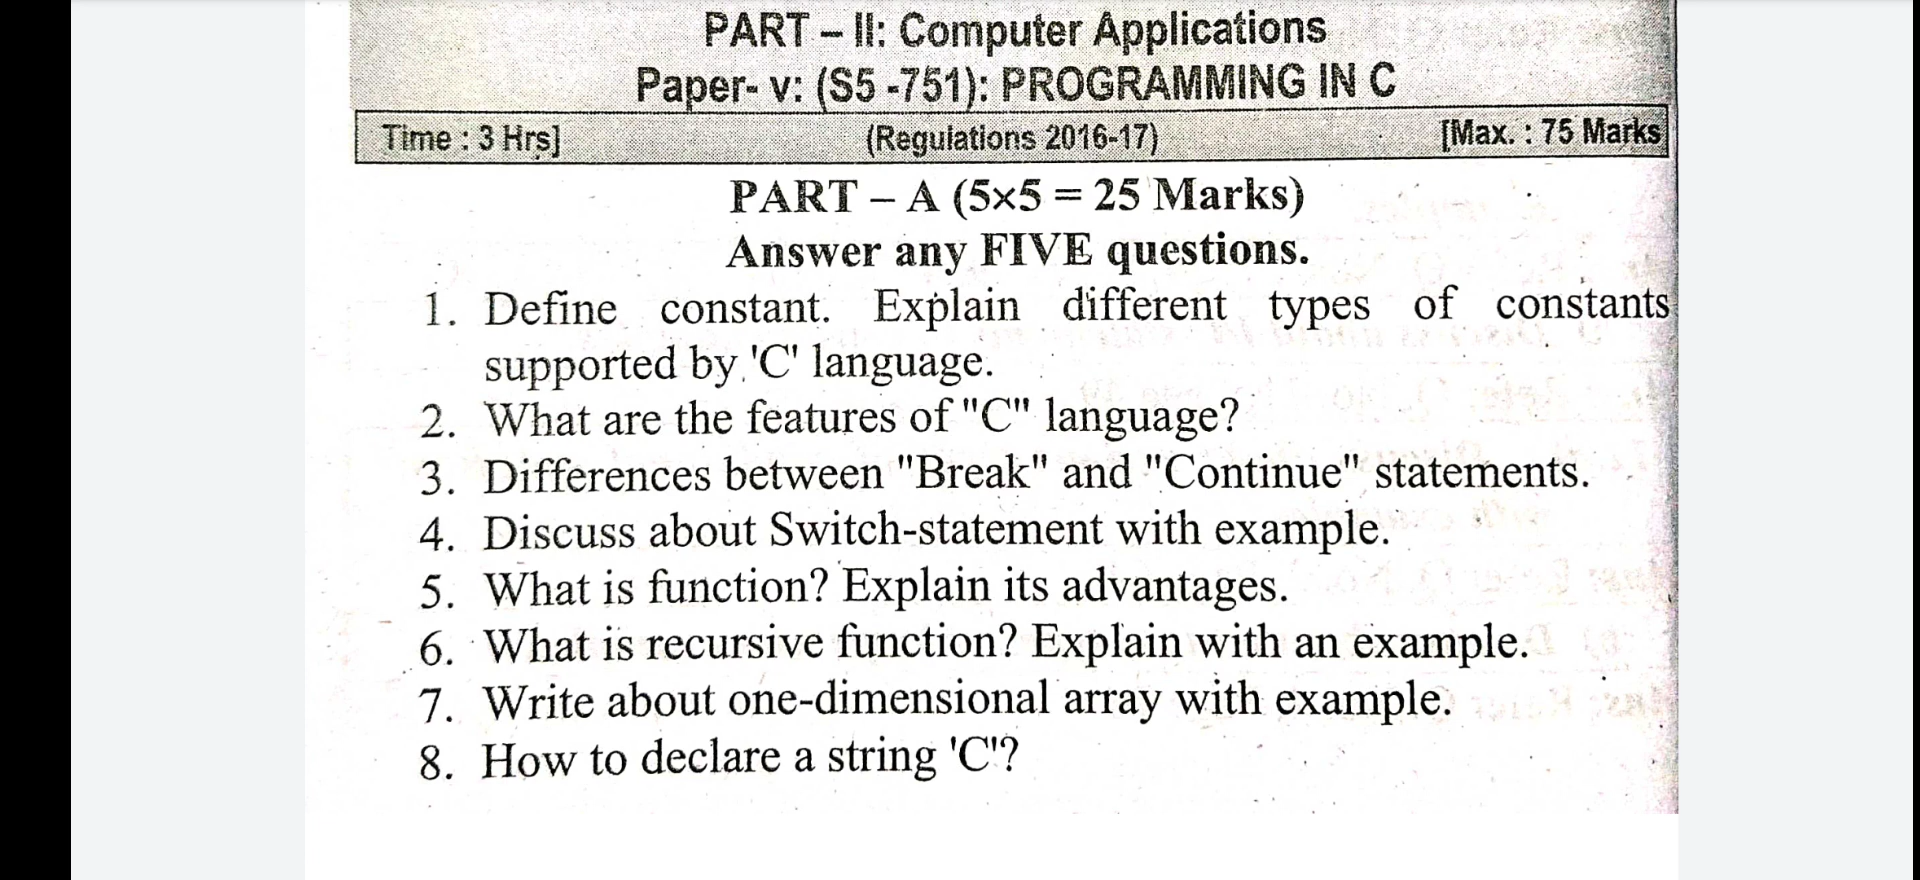 PART – II: Computer Applications
Paper- v: (S5 -751): PROGRAMMING IN C
Time : 3 Hrs] (Regulations 2016-17) [Max. : 75 Marks
PART – A (5×5 = 25 Marks)
Answer any FIVE questions.
1. Define constant. Explain different types of constants
supported by 'C' language.
2. What are the features of "C" language?
3. Differences between "Break" and "Continue" statements.
4. Discuss about Switch-statement with example.
5. What is function? Explain its advantages.
6. What is recursive function? Explain with an example.
7. Write about one-dimensional array with example.
8. How to declare a string 'C'?